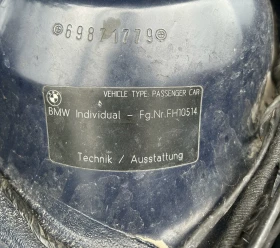 69871779
VEHICLE TYPE: PASSENGER CAR
BMW Individual - Fg.Nr.FH10514
Technik / Ausstattung